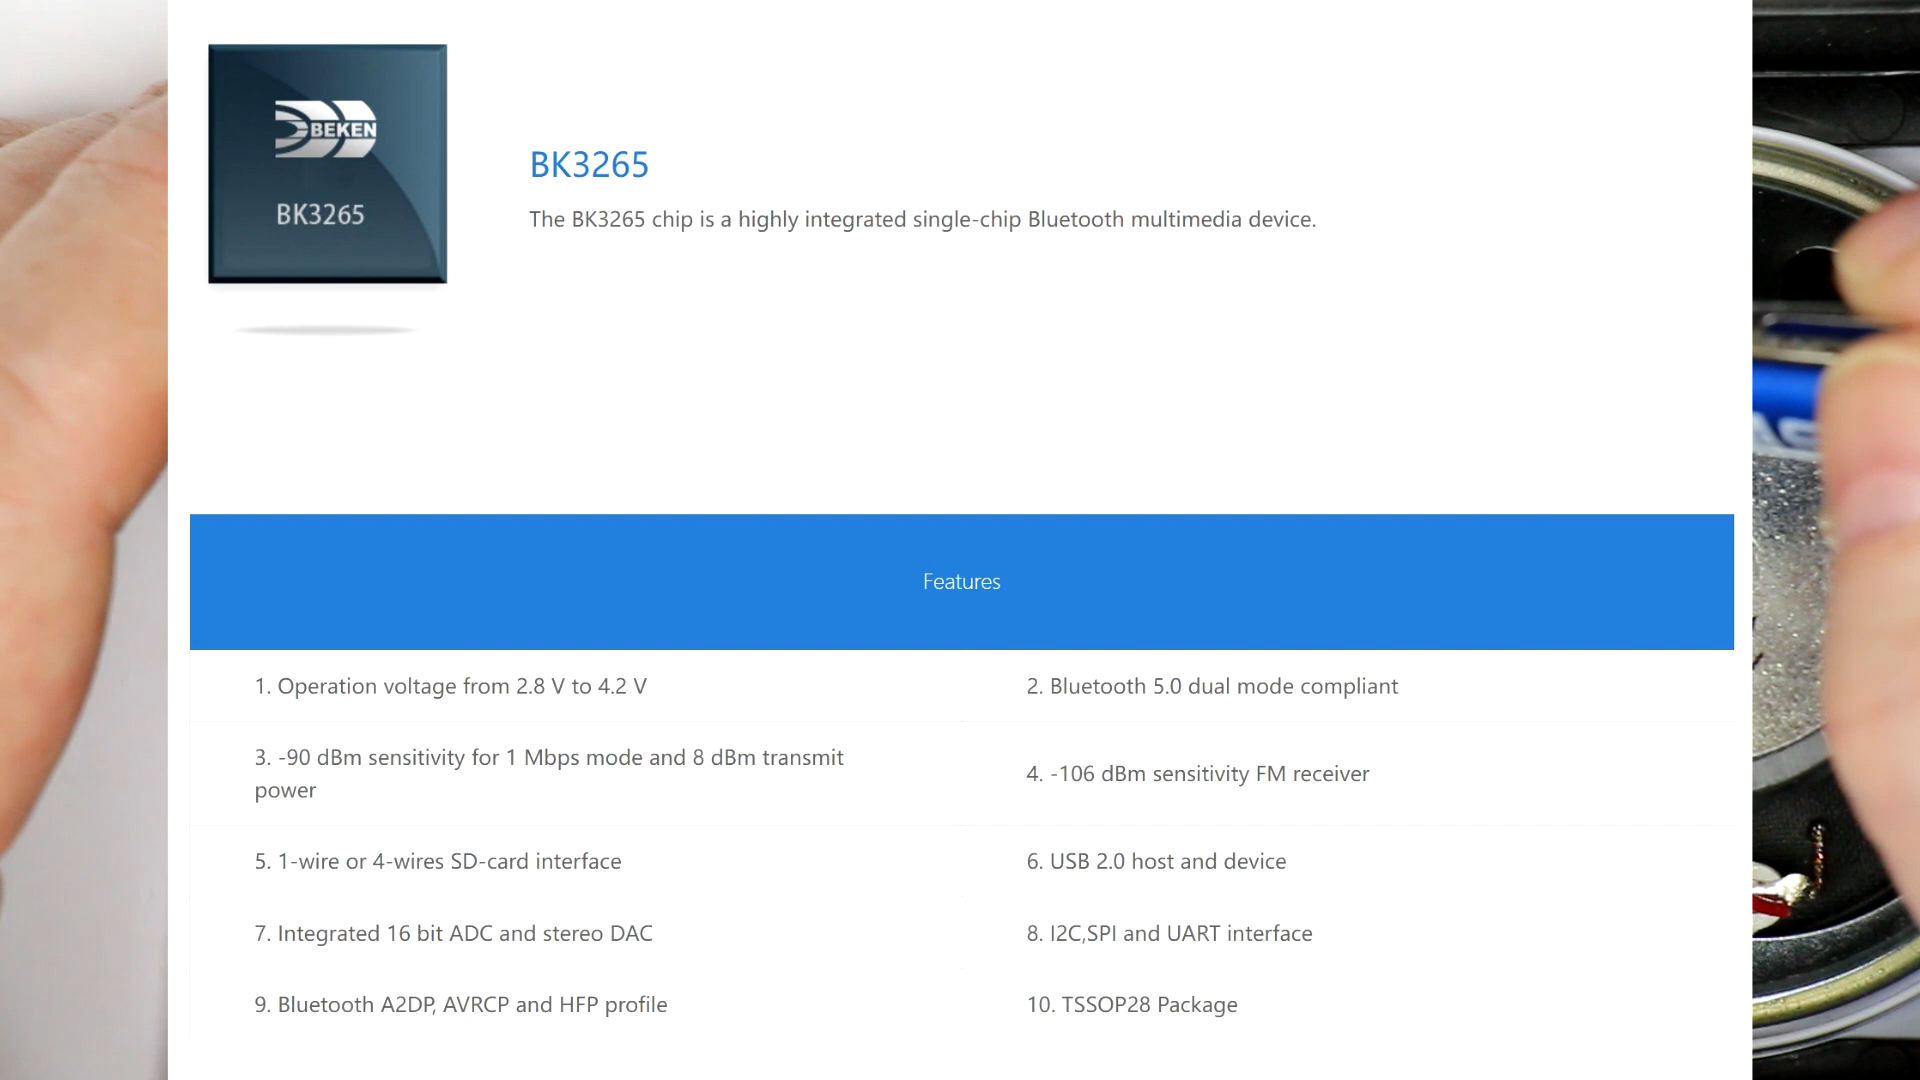 BEKEN
BK3265
BK3265
The BK3265 chip is a highly integrated single-chip Bluetooth multimedia device.
Features
1. Operation voltage from 2.8 V to 4.2 V
2. Bluetooth 5.0 dual mode compliant
3. -90 dBm sensitivity for 1 Mbps mode and 8 dBm transmit
power
4. -106 dBm sensitivity FM receiver
5. 1-wire or 4-wires SD-card interface
6. USB 2.0 host and device
7. Integrated 16 bit ADC and stereo DAC
8. I2C,SPI and UART interface
9. Bluetooth A2DP, AVRCP and HFP profile
10. TSSOP28 Package